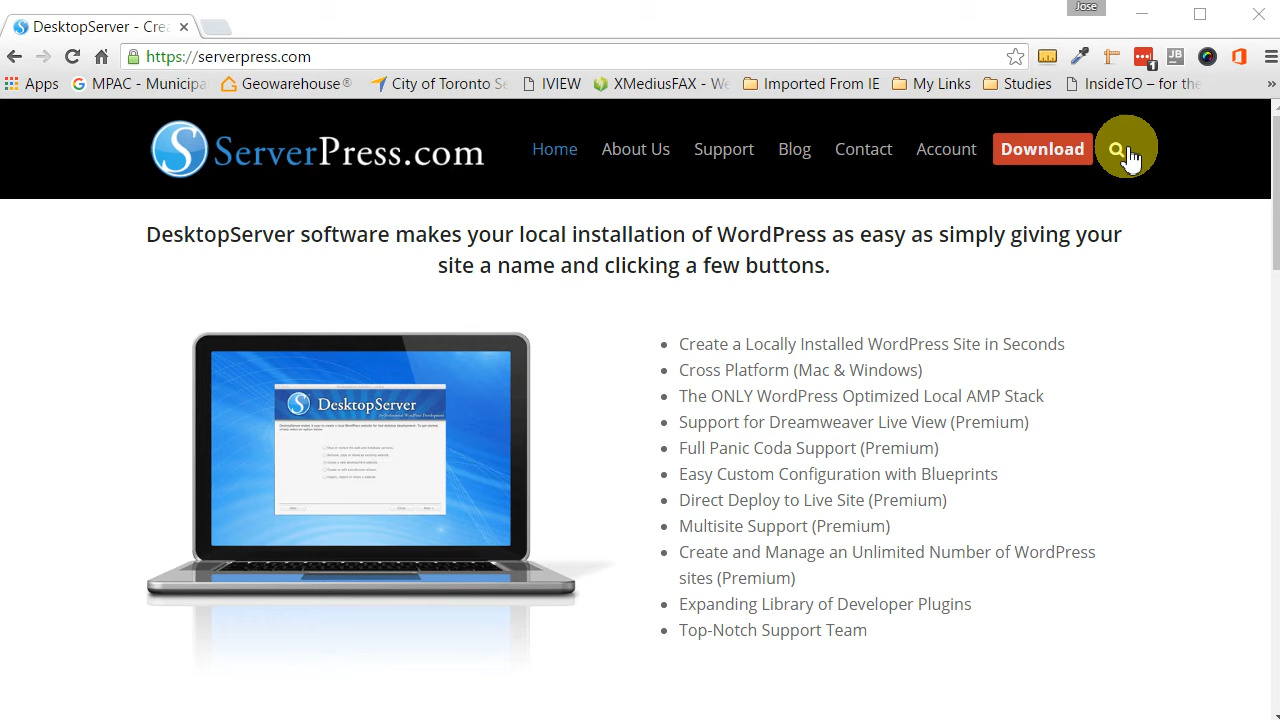 Jose
DesktopServer - Crea
https://serverpress.com
Apps MPAC - Municipa Geowarehouse® City of Toronto Se IVIEW XMediusFAX - We Imported From IE My Links Studies InsideTO – for the »
ServerPress.com Home About Us Support Blog Contact Account Download
DesktopServer software makes your local installation of WordPress as easy as simply giving your
site a name and clicking a few buttons.
DesktopServer
Create a Locally Installed WordPress Site in Seconds
Cross Platform (Mac & Windows)
The ONLY WordPress Optimized Local AMP Stack
Support for Dreamweaver Live View (Premium)
Full Panic Coda Support (Premium)
Easy Custom Configuration with Blueprints
Direct Deploy to Live Site (Premium)
Multisite Support (Premium)
Create and Manage an Unlimited Number of WordPress
sites (Premium)
Expanding Library of Developer Plugins
Top-Notch Support Team